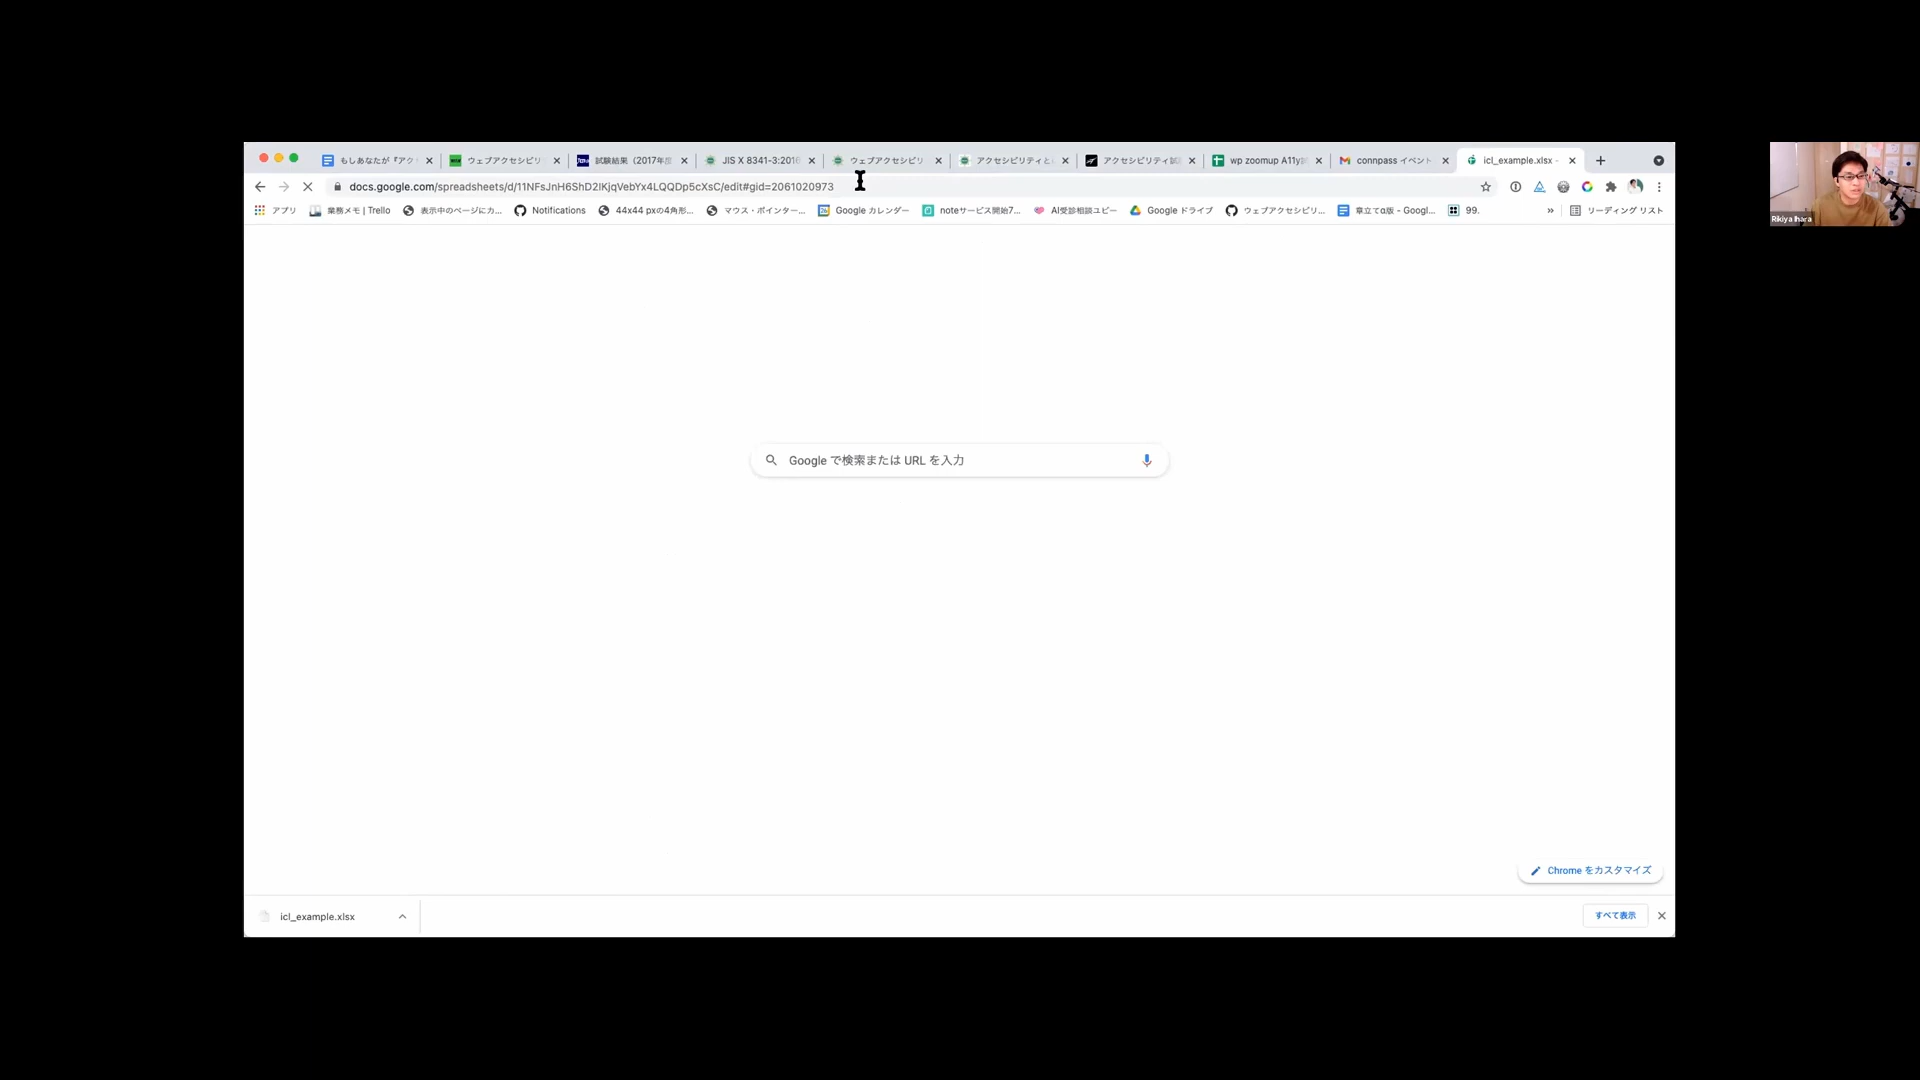 もしあなたが『アク
ウェブアクセシビリ
試験結果（2017年度
JIS X 8341-3:2016
ウェブアクセシビリ
アクセシビリティと
アクセシビリティ試
wp zoomup A11y
connpass イベント
icl_example.xlsx -
docs.google.com/spreadsheets/d/11NFsJnH6ShD2IKjqVebYx4LQQDp5cXsC/edit#gid=2061020973
アプリ
業務メモ | Trello
表示中のページにカ...
Notifications
44x44 pxの4角形...
マウス・ポインター...
Google カレンダー
noteサービス開始7...
AI受診相談ユビー
Google ドライブ
ウェブアクセシビリ...
章立てα版 - Googl...
99.
»
リーディングリスト
Rikiya Ihara
Google で検索または URL を入力
Chrome をカスタマイズ
icl_example.xlsx
すべて表示